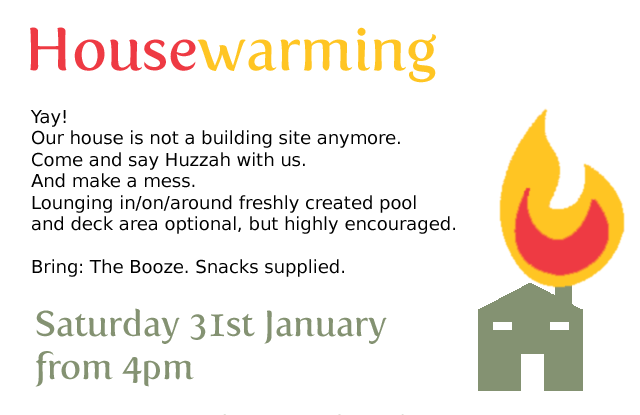 Housewarming
Yay!
Our house is not a building site anymore.
Come and say Huzzah with us.
And make a mess.
Lounging in/on/around freshly created pool
and deck area optional, but highly encouraged.
Bring: The Booze. Snacks supplied.
Saturday 31st January
from 4pm